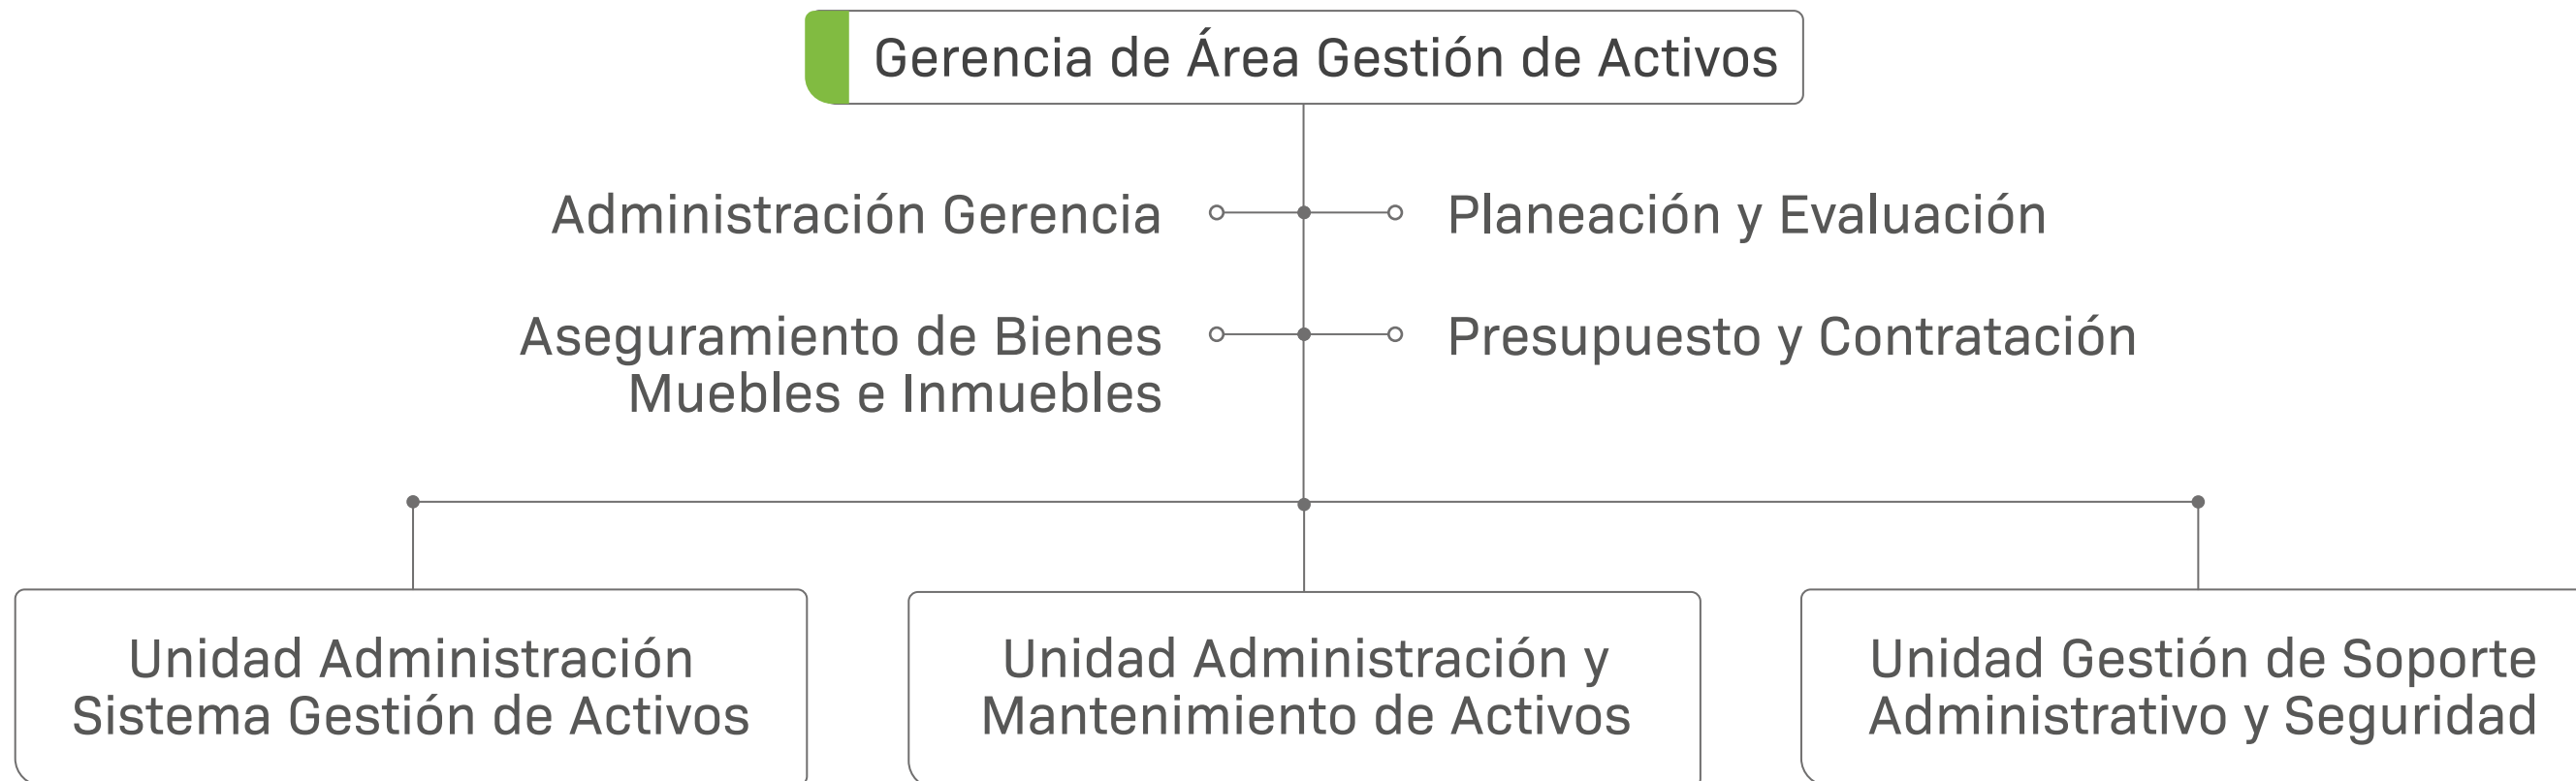 Gerencia de Área Gestión de Activos
Administración Gerencia
Planeación y Evaluación
Aseguramiento de Bienes
Muebles e Inmuebles
Presupuesto y Contratación
Unidad Administración
Sistema Gestión de Activos
Unidad Administración y
Mantenimiento de Activos
Unidad Gestión de Soporte
Administrativo y Seguridad